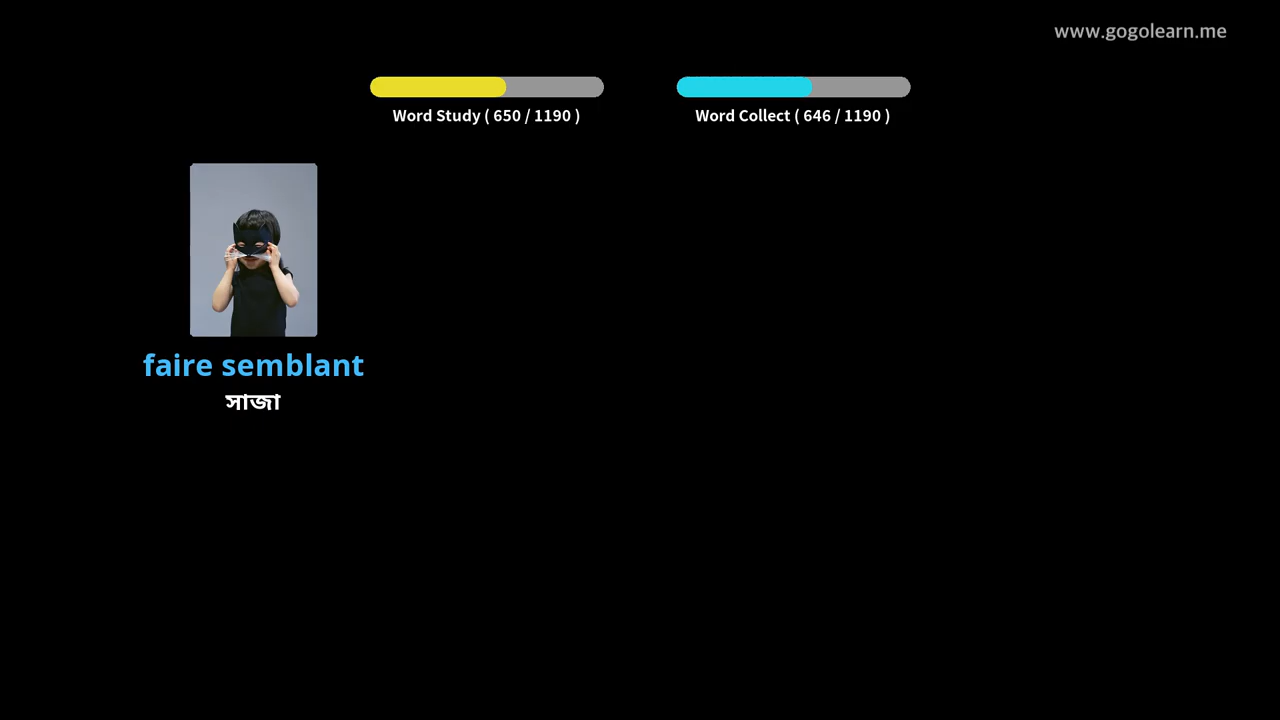 www.gogolearn.me
Word Study ( 650 / 1190 )
Word Collect ( 646 / 1190 )
faire semblant
সাজা